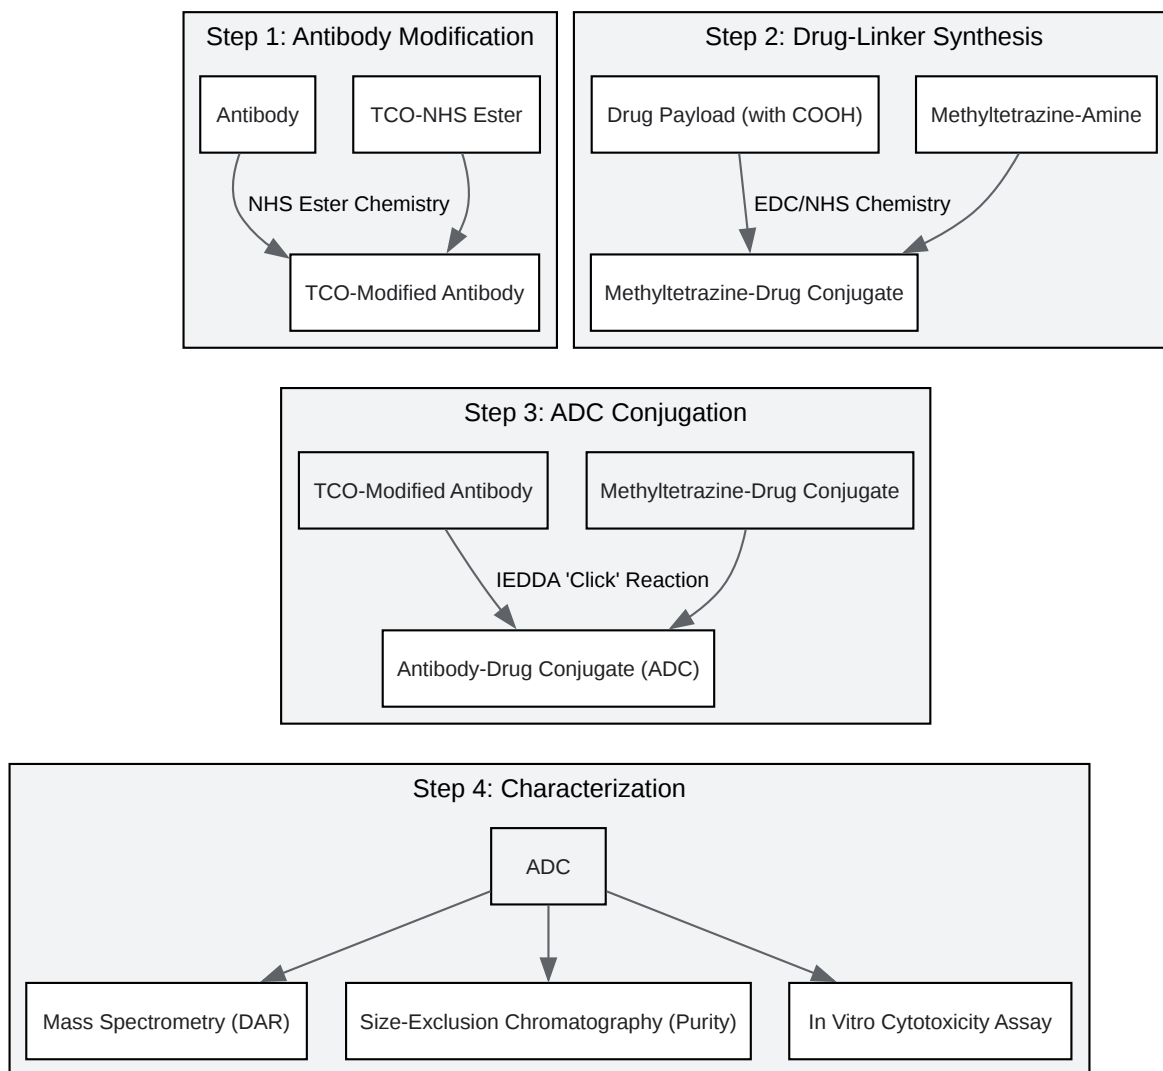 Step 1: Antibody Modification
Antibody
TCO-NHS Ester
NHS Ester Chemistry
TCO-Modified Antibody
Step 2: Drug-Linker Synthesis
Drug Payload (with COOH)
Methyltetrazine-Amine
EDC/NHS Chemistry
Methyltetrazine-Drug Conjugate
Step 3: ADC Conjugation
TCO-Modified Antibody
Methyltetrazine-Drug Conjugate
IEDDA 'Click' Reaction
Antibody-Drug Conjugate (ADC)
Step 4: Characterization
ADC
Mass Spectrometry (DAR)
Size-Exclusion Chromatography (Purity)
In Vitro Cytotoxicity Assay